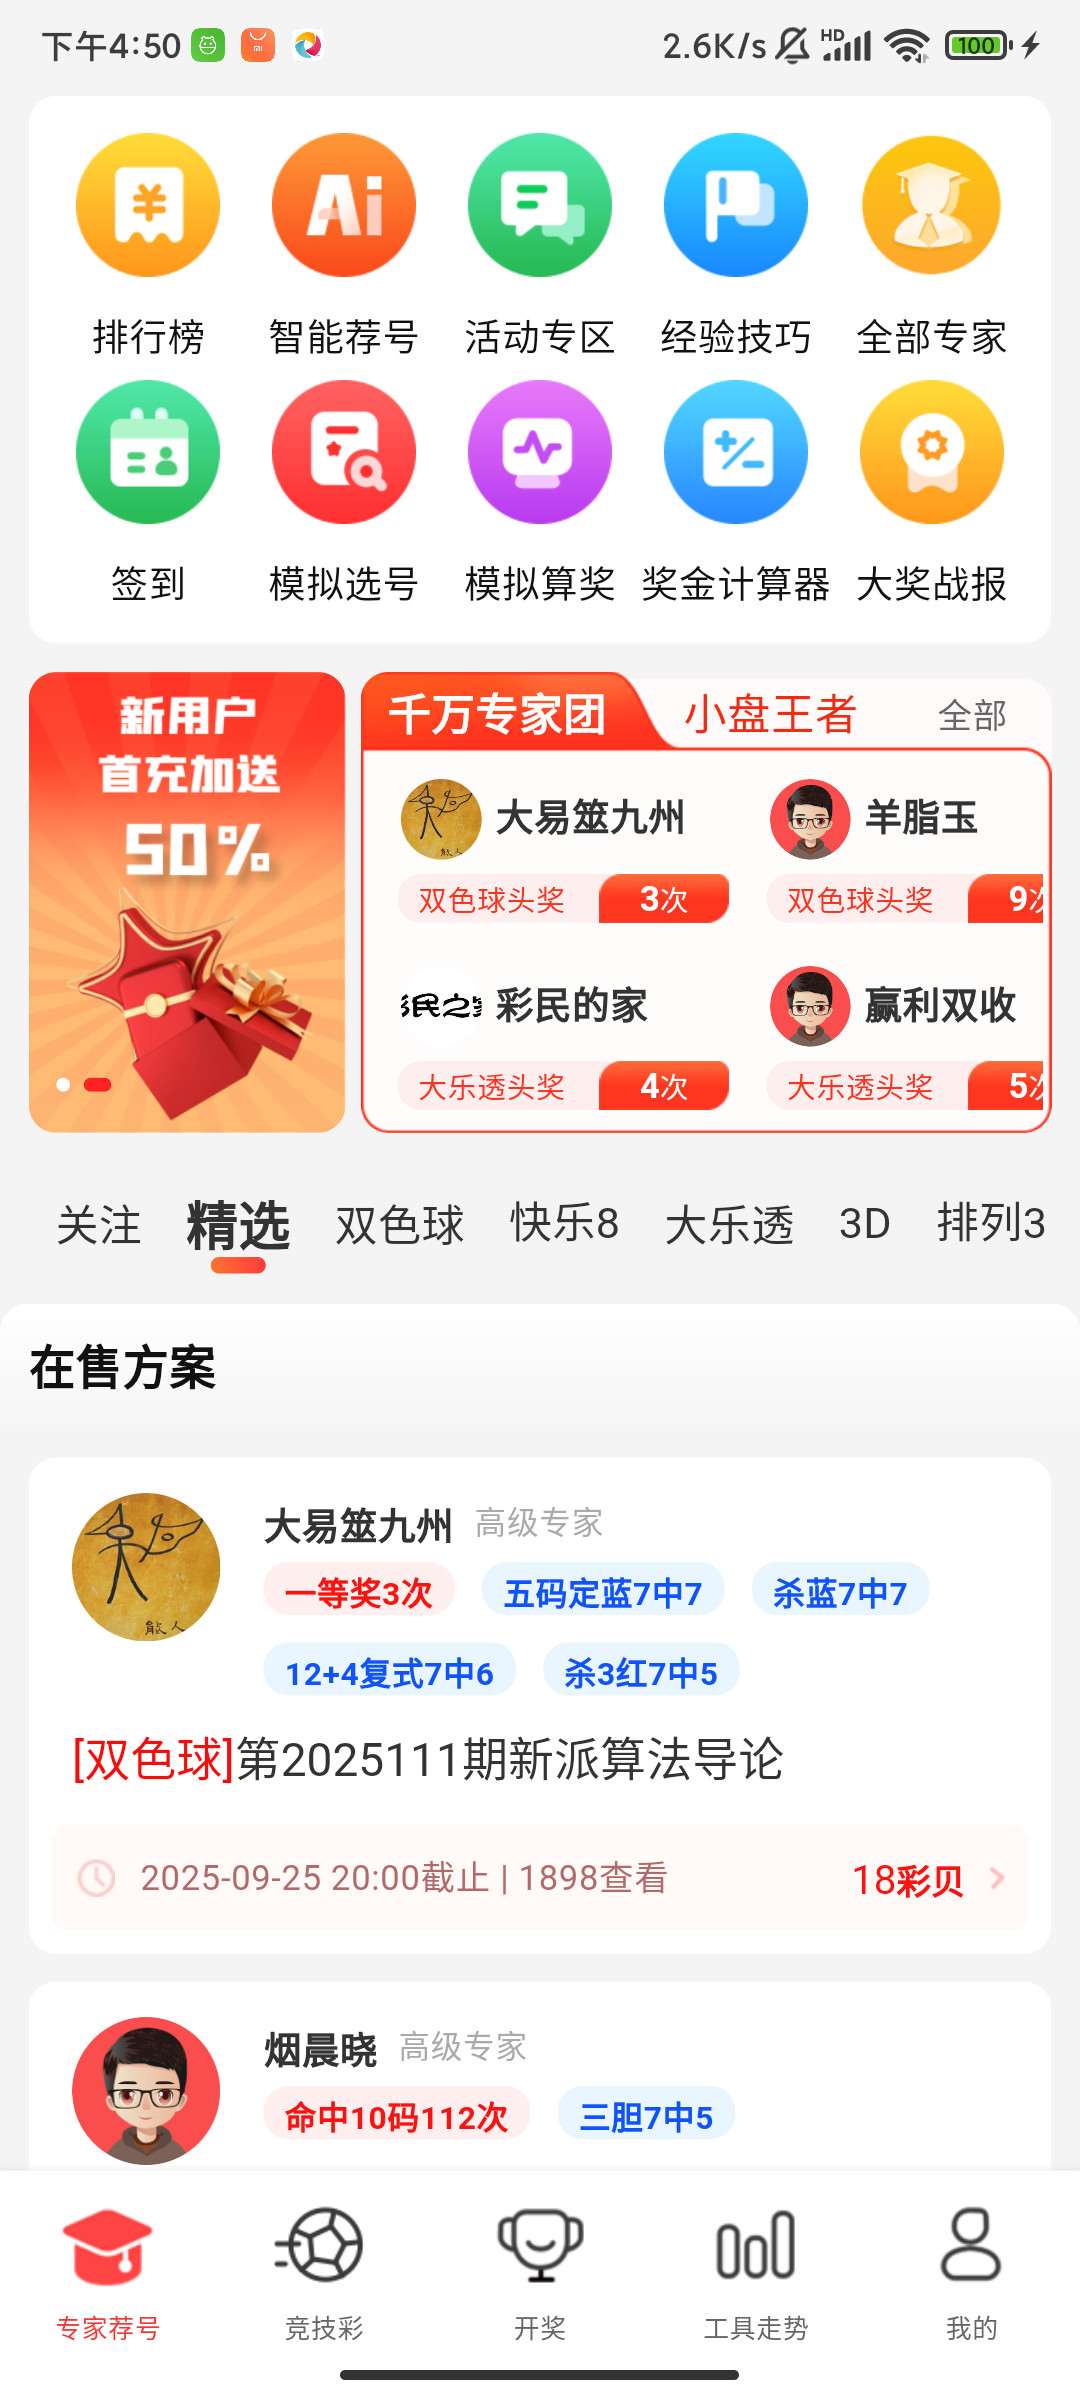 下午4:50
2.6K/s
HD
100
Ai
排行榜
智能荐号
活动专区
经验技巧
全部专家
签到
模拟选号
模拟算奖
奖金计算器
大奖战报
新用户
首充加送
50%
千万专家团
小盘王者
全部
大易筮九州
羊脂玉
双色球头奖
3次
双色球头奖
9次
彩民的家
赢利双收
大乐透头奖
4次
大乐透头奖
5次
关注
精选
双色球
快乐8
大乐透
3D
排列3
在售方案
大易筮九州
高级专家
一等奖3次
五码定蓝7中7
杀蓝7中7
12+4复式7中6
杀3红7中5
[双色球]第2025111期新派算法导论
2025-09-25 20:00截止 | 1898查看
18彩贝
烟晨晓
高级专家
命中10码112次
三胆7中5
专家荐号
竞技彩
开奖
工具走势
我的